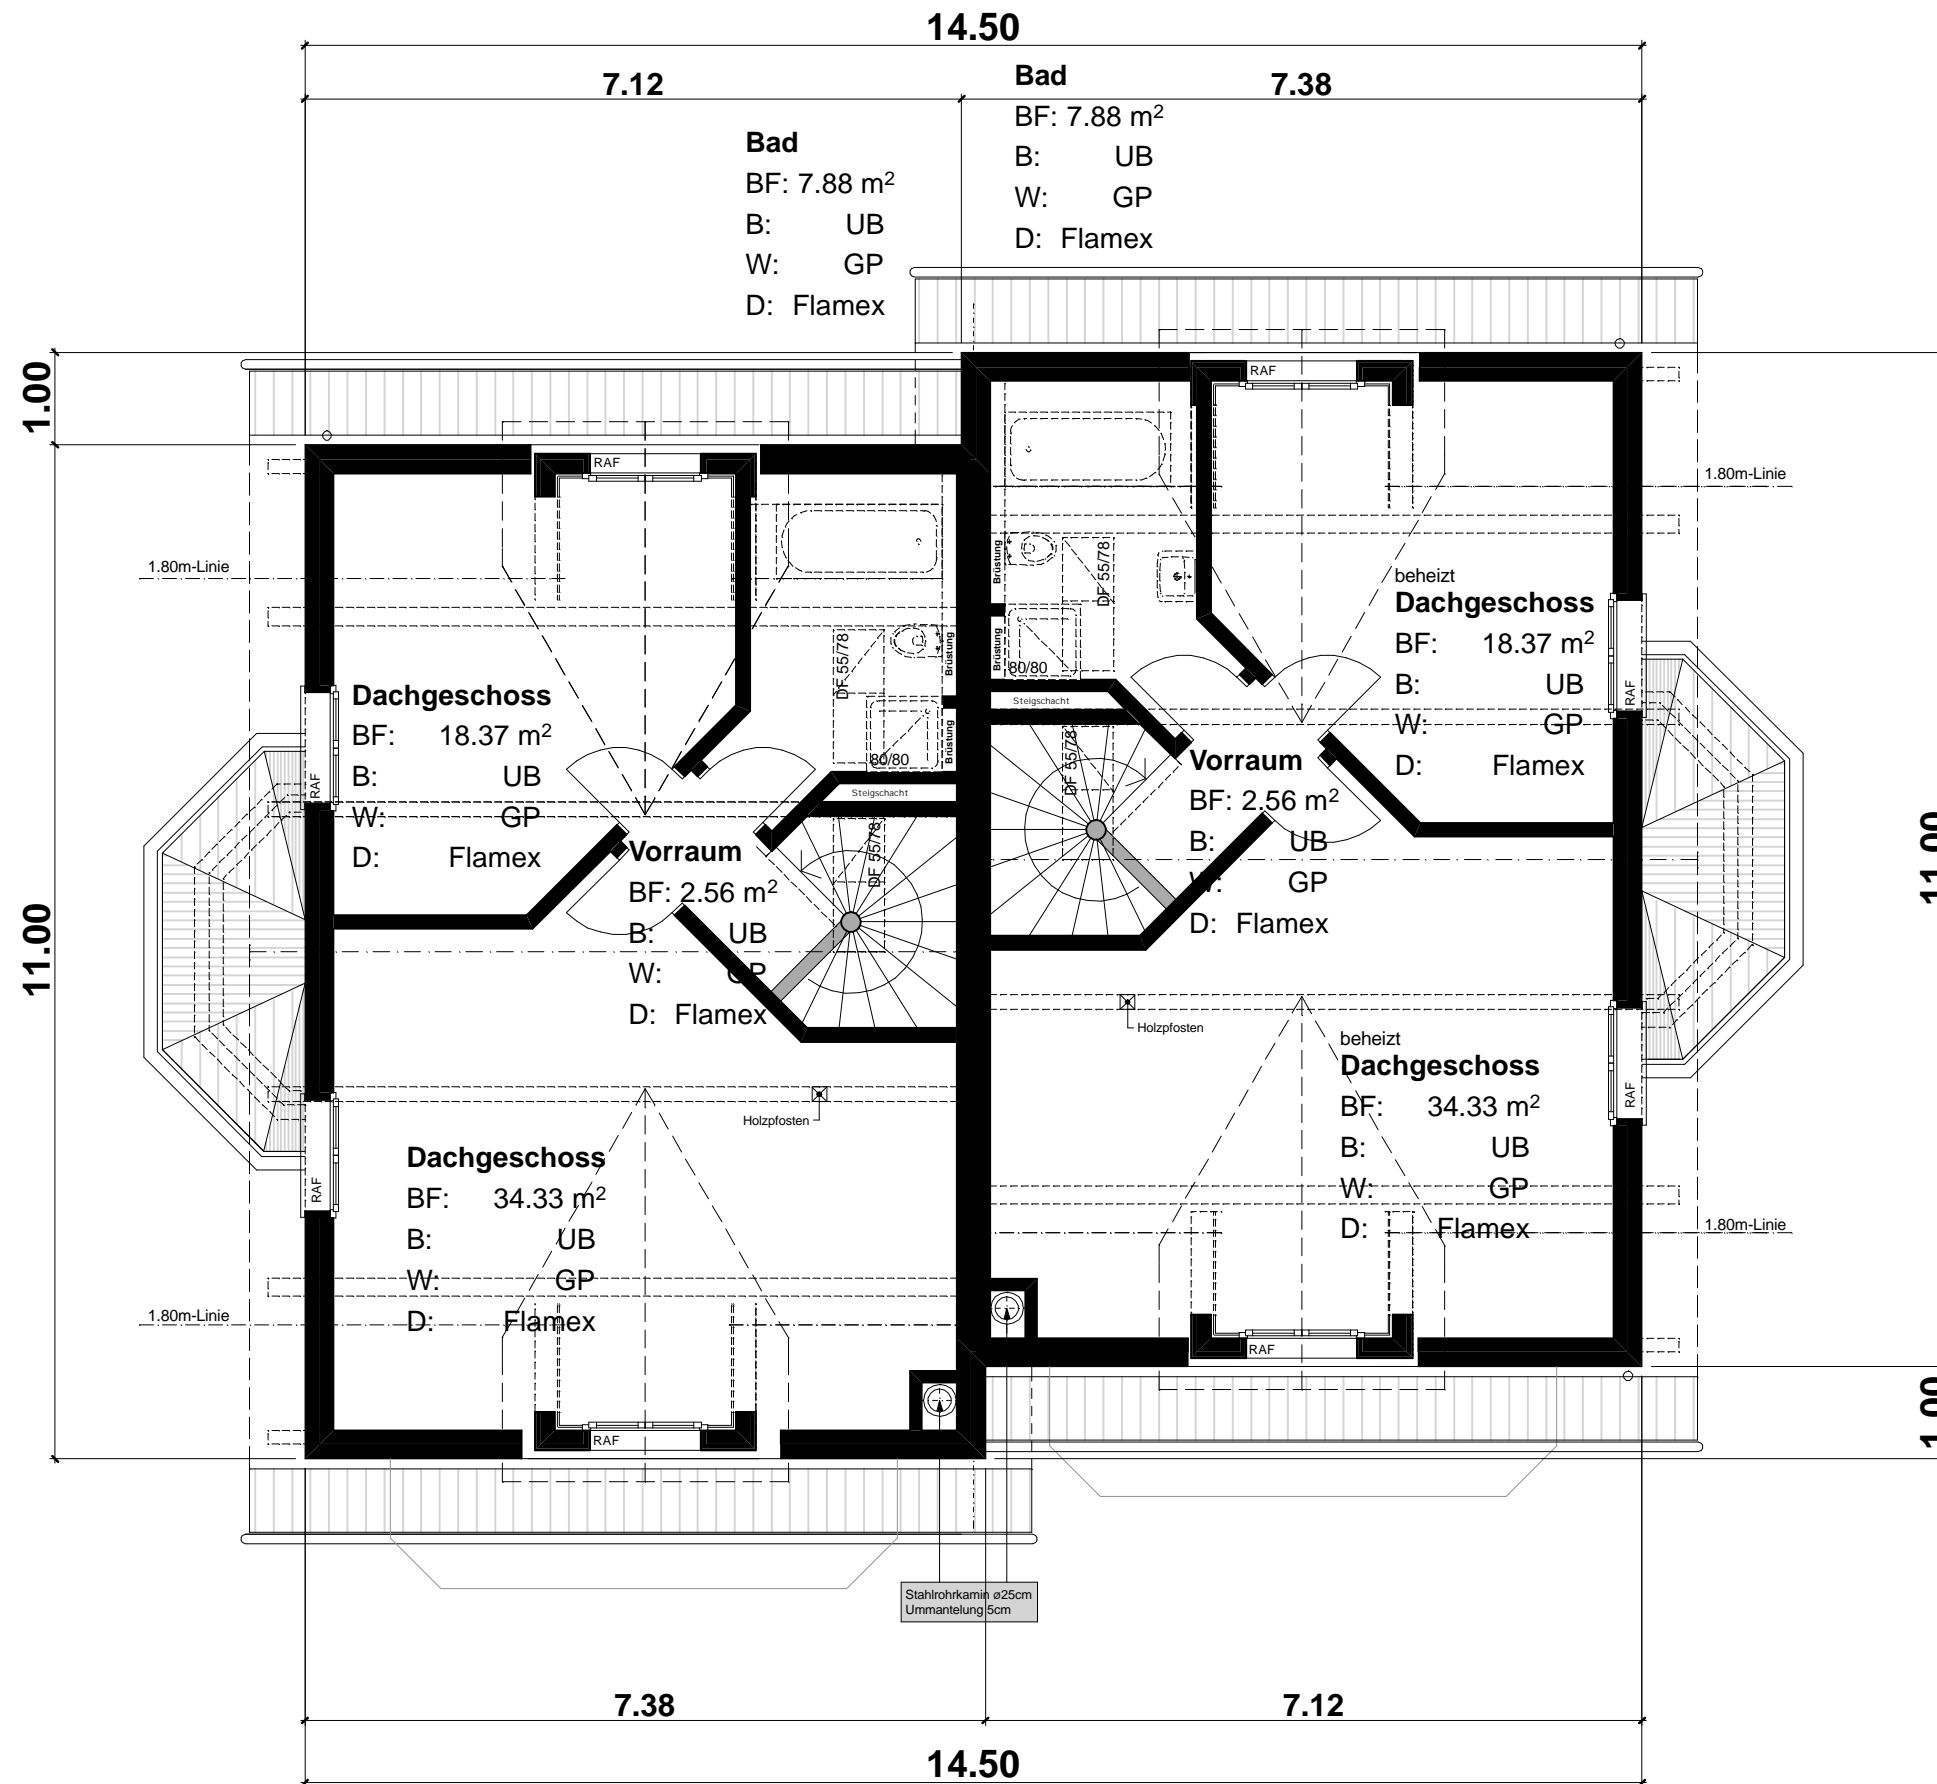 14.50
7.12
7.38
Bad
BF: 7.88 m²
B: UB
W: GP
D: Flamex
Bad
BF: 7.88 m²
B: UB
W: GP
D: Flamex
1.00
11.00
11.00
1.00
RAF
RAF
1.80m-Linie
1.80m-Linie
Brüstung
Brüstung
DF 55/78
80/80
Steigschacht
DF 55/78
beheizt
Dachgeschoss
BF: 18.37 m²
B: UB
W: GP
D: Flamex
RAF
Dachgeschoss
BF: 18.37 m²
B: UB
W: GP
D: Flamex
RAF
DF 55/78
Brüstung
Brüstung
80/80
Steigschacht
DF 55/78
Vorraum
BF: 2.56 m²
B: UB
W: GP
D: Flamex
Vorraum
BF: 2.56 m²
B: UB
W: GP
D: Flamex
Holzpfosten
Holzpfosten
beheizt
Dachgeschoss
BF: 34.33 m²
B: UB
W: GP
D: Flamex
RAF
Dachgeschoss
BF: 34.33 m²
B: UB
W: GP
D: Flamex
RAF
1.80m-Linie
1.80m-Linie
RAF
RAF
Stahlrohrkamin ø25cm
Ummantelung 5cm
7.38
7.12
14.50